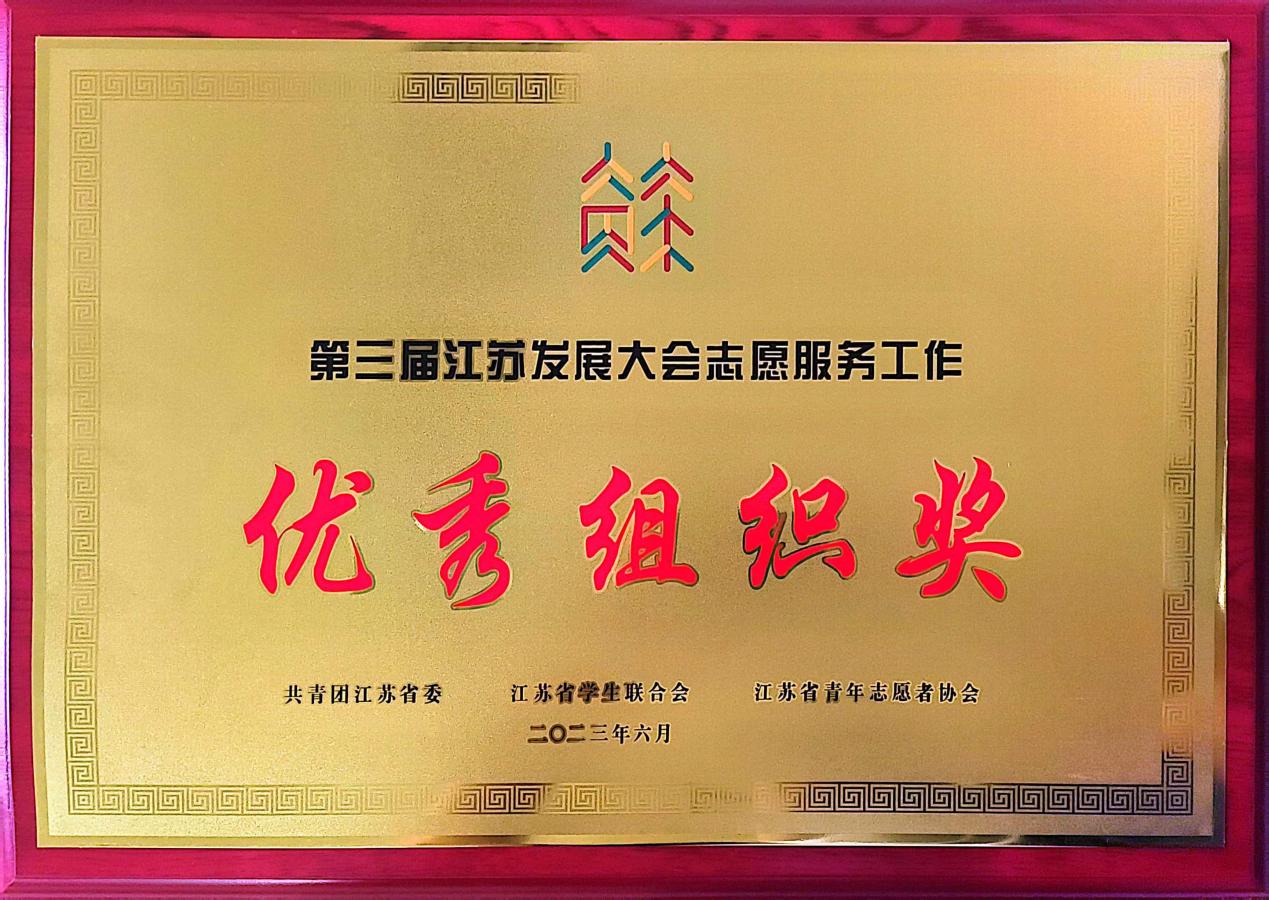 第三届江苏发展大会志愿服务工作
优秀组织奖
共青团江苏省委 江苏省学生联合会 江苏省青年志愿者协会
二〇二三年六月